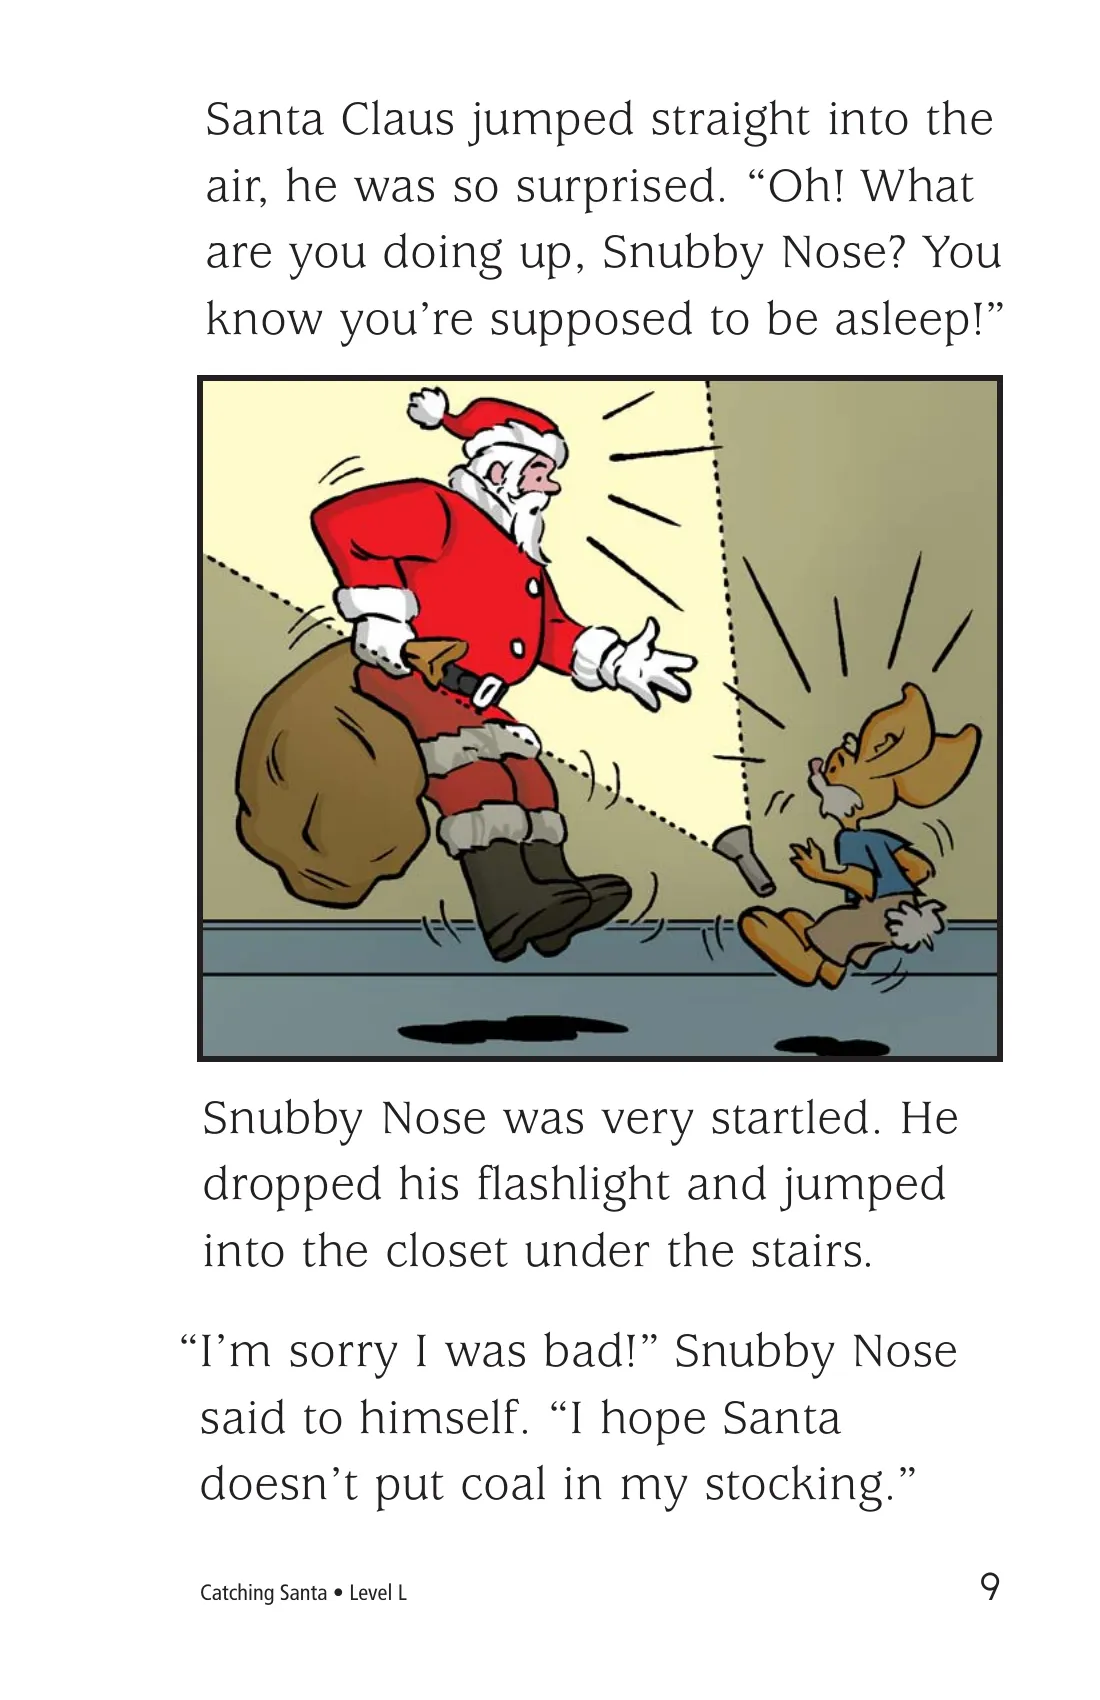 Santa Claus jumped straight into the
air, he was so surprised. “Oh! What
are you doing up, Snubby Nose? You
know you’re supposed to be asleep!”
Snubby Nose was very startled. He
dropped his flashlight and jumped
into the closet under the stairs.
“I’m sorry I was bad!” Snubby Nose
said to himself. “I hope Santa
doesn’t put coal in my stocking.”
Catching Santa • Level L
9